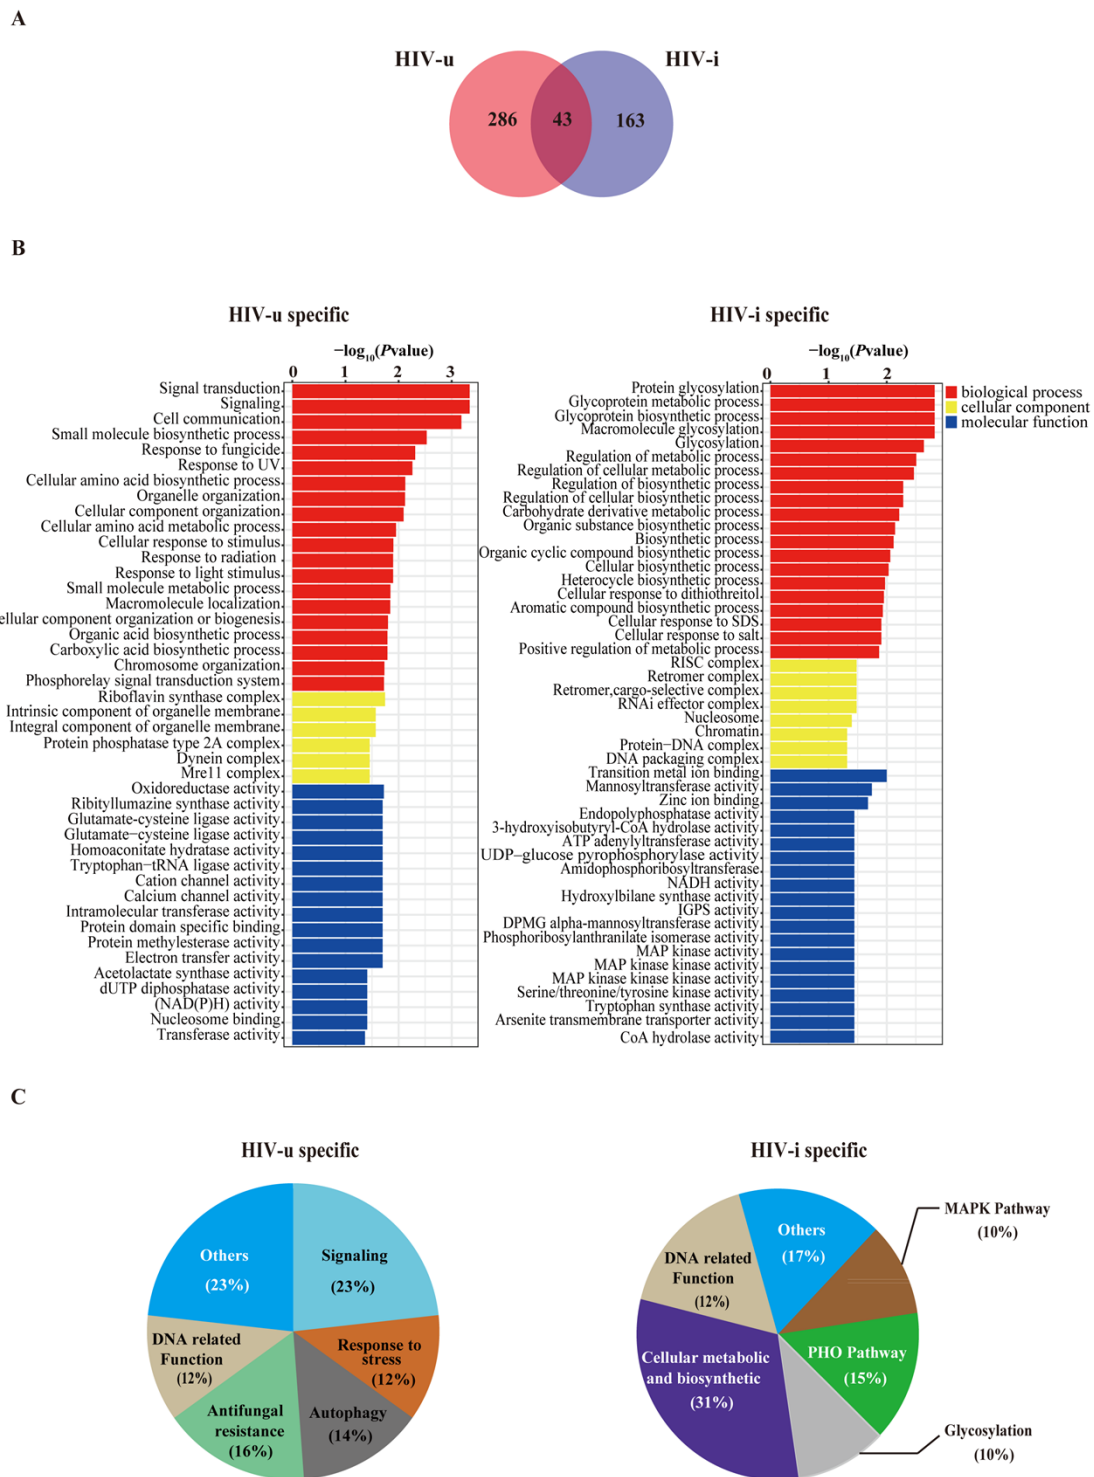 A
HIV-u
HIV-i
286
43
163
B
HIV-u specific
−log10(Pvalue)
0 1 2 3
Signal transduction
Signaling
Cell communication
Small molecule biosynthetic process
Response to fungicide
Response to UV
Cellular amino acid biosynthetic process
Organelle organization
Cellular component organization
Cellular amino acid metabolic process
Cellular response to stimulus
Response to radiation
Response to light stimulus
Small molecule metabolic process
Macromolecule localization
ellular component organization or biogenesis
Organic acid biosynthetic process
Carboxylic acid biosynthetic process
Chromosome organization
Phosphorelay signal transduction system
Riboflavin synthase complex
Intrinsic component of organelle membrane
Integral component of organelle membrane
Protein phosphatase type 2A complex
Dynein complex
Mre11 complex
Oxidoreductase activity
Ribityllumazine synthase activity
Glutamate-cysteine ligase activity
Glutamate−cysteine ligase activity
Homoaconitate hydratase activity
Tryptophan−tRNA ligase activity
Cation channel activity
Calcium channel activity
Intramolecular transferase activity
Protein domain specific binding
Protein methylesterase activity
Electron transfer activity
Acetolactate synthase activity
dUTP diphosphatase activity
(NAD(P)H) activity
Nucleosome binding
Transferase activity
HIV-i specific
−log10(Pvalue)
0 1 2
Protein glycosylation
Glycoprotein metabolic process
Glycoprotein biosynthetic process
Macromolecule glycosylation
Glycosylation
Regulation of metabolic process
Regulation of cellular metabolic process
Regulation of biosynthetic process
Regulation of cellular biosynthetic process
Carbohydrate derivative metabolic process
Organic substance biosynthetic process
Biosynthetic process
Organic cyclic compound biosynthetic process
Cellular biosynthetic process
Heterocycle biosynthetic process
Cellular response to dithiothreitol
Aromatic compound biosynthetic process
Cellular response to SDS
Cellular response to salt
Positive regulation of metabolic process
RISC complex
Retromer complex
Retromer,cargo-selective complex
RNAi effector complex
Nucleosome
Chromatin
Protein−DNA complex
DNA packaging complex
Transition metal ion binding
Mannosyltransferase activity
Zinc ion binding
Endopolyphosphatase activity
3-hydroxyisobutyryl-CoA hydrolase activity
ATP adenylyltransferase activity
UDP−glucose pyrophosphorylase activity
Amidophosphoribosyltransferase
NADH activity
Hydroxylbilane synthase activity
IGPS activity
DPMG alpha-mannosyltransferase activity
Phosphoribosylanthranilate isomerase activity
MAP kinase activity
MAP kinase kinase activity
MAP kinase kinase kinase activity
Serine/threonine/tyrosine kinase activity
Tryptophan synthase activity
Arsenite transmembrane transporter activity
CoA hydrolase activity
biological process
cellular component
molecular function
C
HIV-u specific
Others
(23%)
Signaling
(23%)
DNA related
Function
(12%)
Response to
stress
(12%)
Antifungal
resistance
(16%)
Autophagy
(14%)
HIV-i specific
Others
(17%)
MAPK Pathway
(10%)
DNA related
Function
(12%)
PHO Pathway
(15%)
Cellular metabolic
and biosynthetic
(31%)
Glycosylation
(10%)